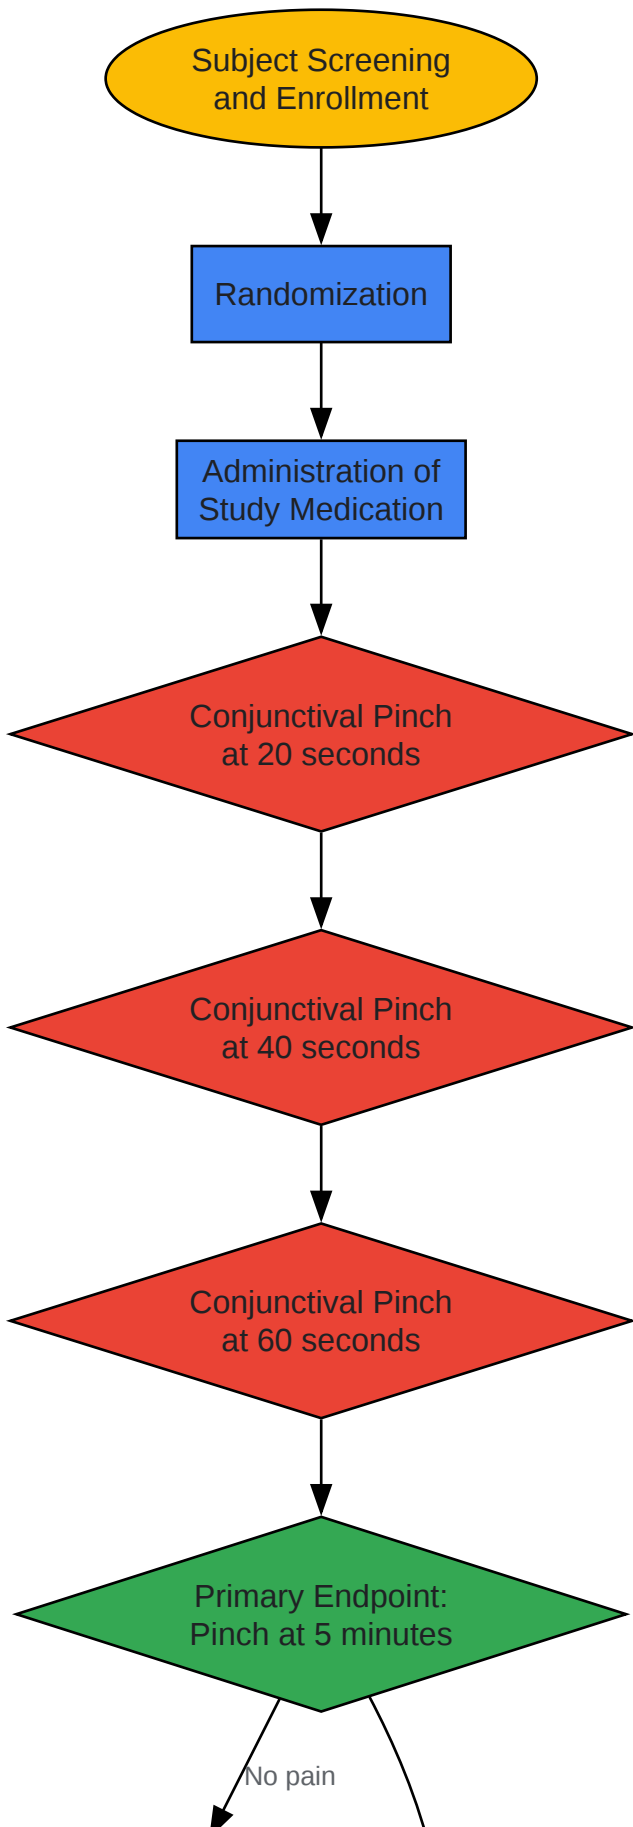 Subject Screening
and Enrollment
Randomization
Administration of
Study Medication
Conjunctival Pinch
at 20 seconds
Conjunctival Pinch
at 40 seconds
Conjunctival Pinch
at 60 seconds
Primary Endpoint:
Pinch at 5 minutes
No pain